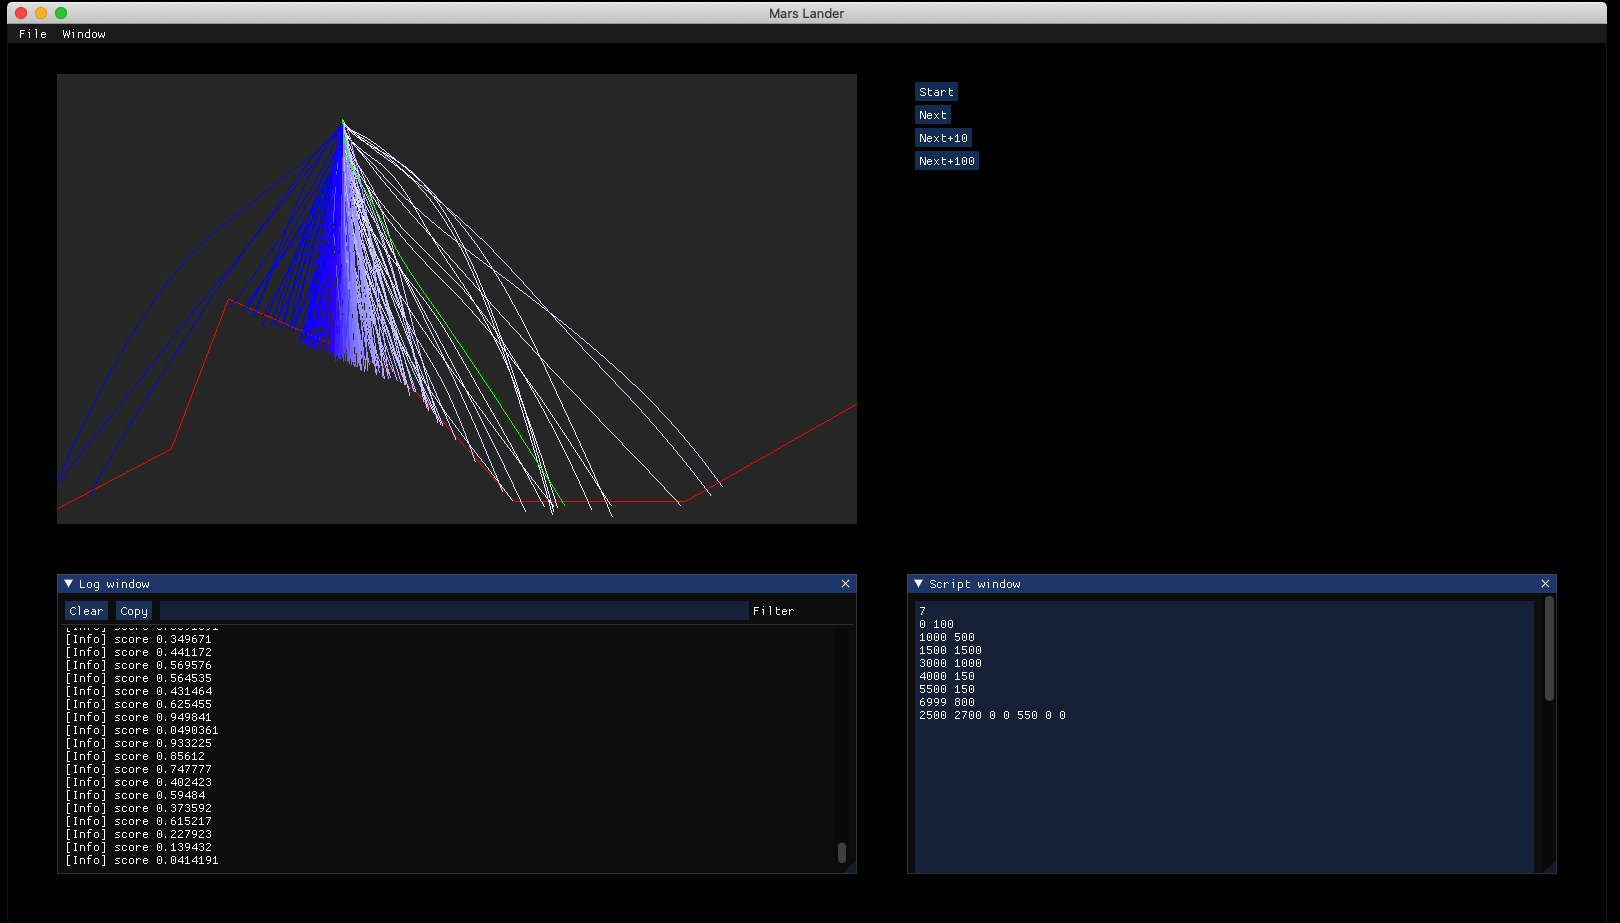 Mars Lander
File Window
Start
Next
Next+10
Next+100
Log window
Clear Copy Filter
[Info] score 0.349671
[Info] score 0.441172
[Info] score 0.569576
[Info] score 0.564535
[Info] score 0.431464
[Info] score 0.625455
[Info] score 0.949841
[Info] score 0.0490361
[Info] score 0.933225
[Info] score 0.85612
[Info] score 0.747777
[Info] score 0.402423
[Info] score 0.59484
[Info] score 0.373592
[Info] score 0.615217
[Info] score 0.227923
[Info] score 0.139432
[Info] score 0.0414191
Script window
7
0 100
1000 500
1500 1500
3000 1000
4000 150
5500 150
6999 800
2500 2700 0 0 550 0 0